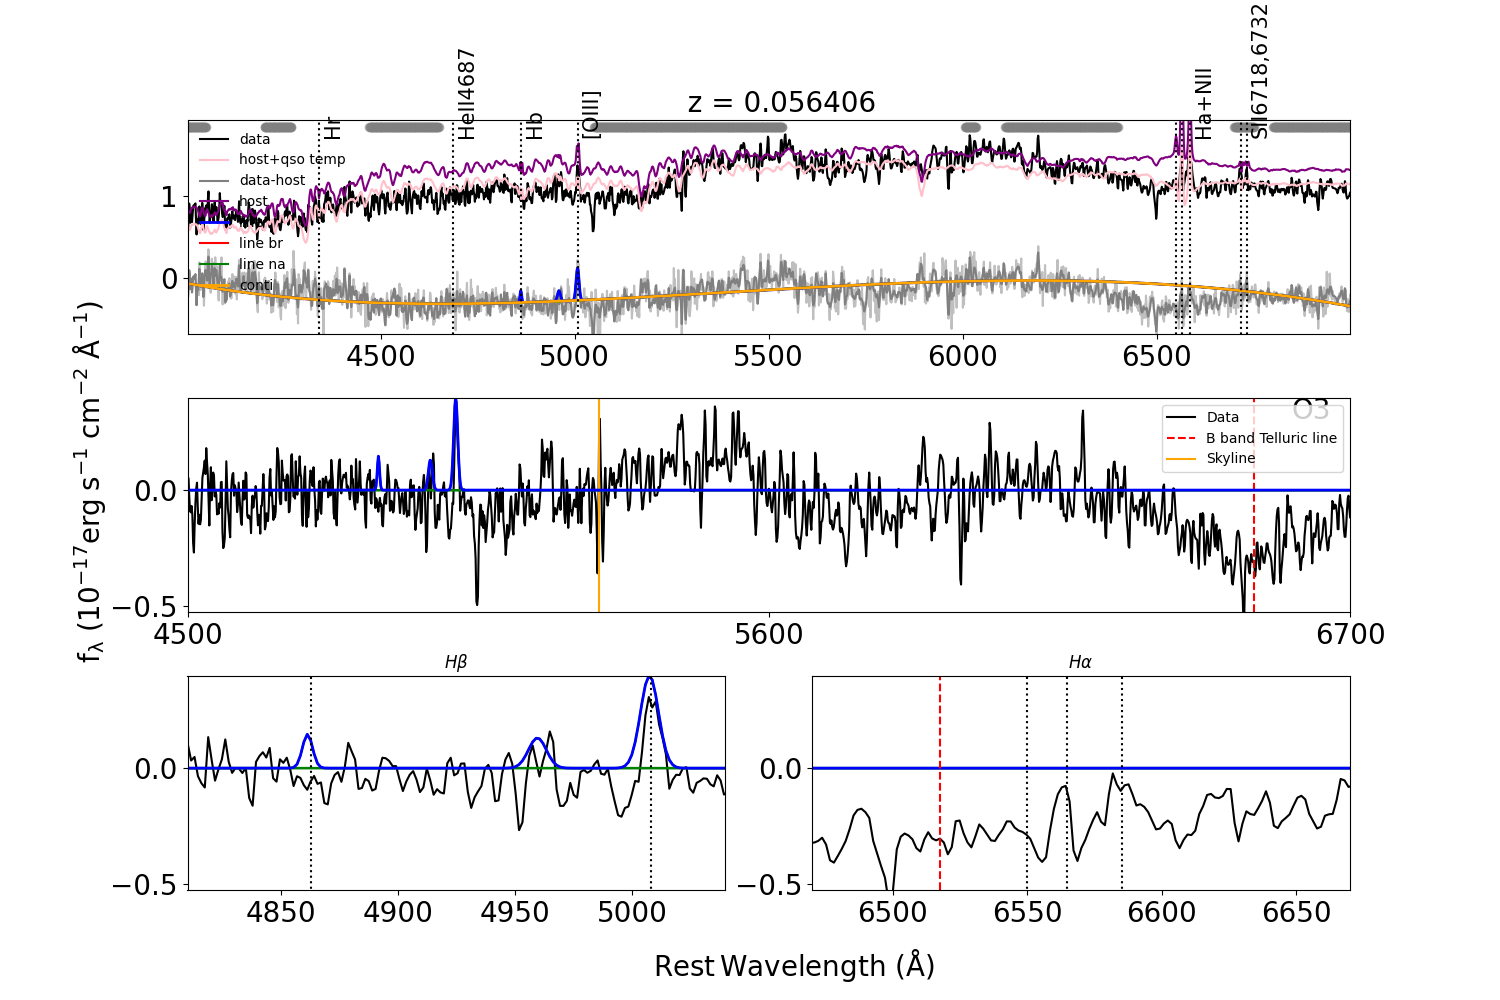 z = 0.056406
Hr
HeII4687
Hb
[OIII]
Ha+NII
SII6718,6732
data
host+qso temp
data-host
host
line br
line na
conti
1
0
4500
5000
5500
6000
6500
f_λ (10^{-17}erg s^{-1} cm^{-2} Å^{-1})
O3
Data
B band Telluric line
Skyline
0.0
−0.5
4500
5600
6700
Hβ
0.0
−0.5
4850
4900
4950
5000
Hα
0.0
−0.5
6500
6550
6600
6650
Rest Wavelength (Å)